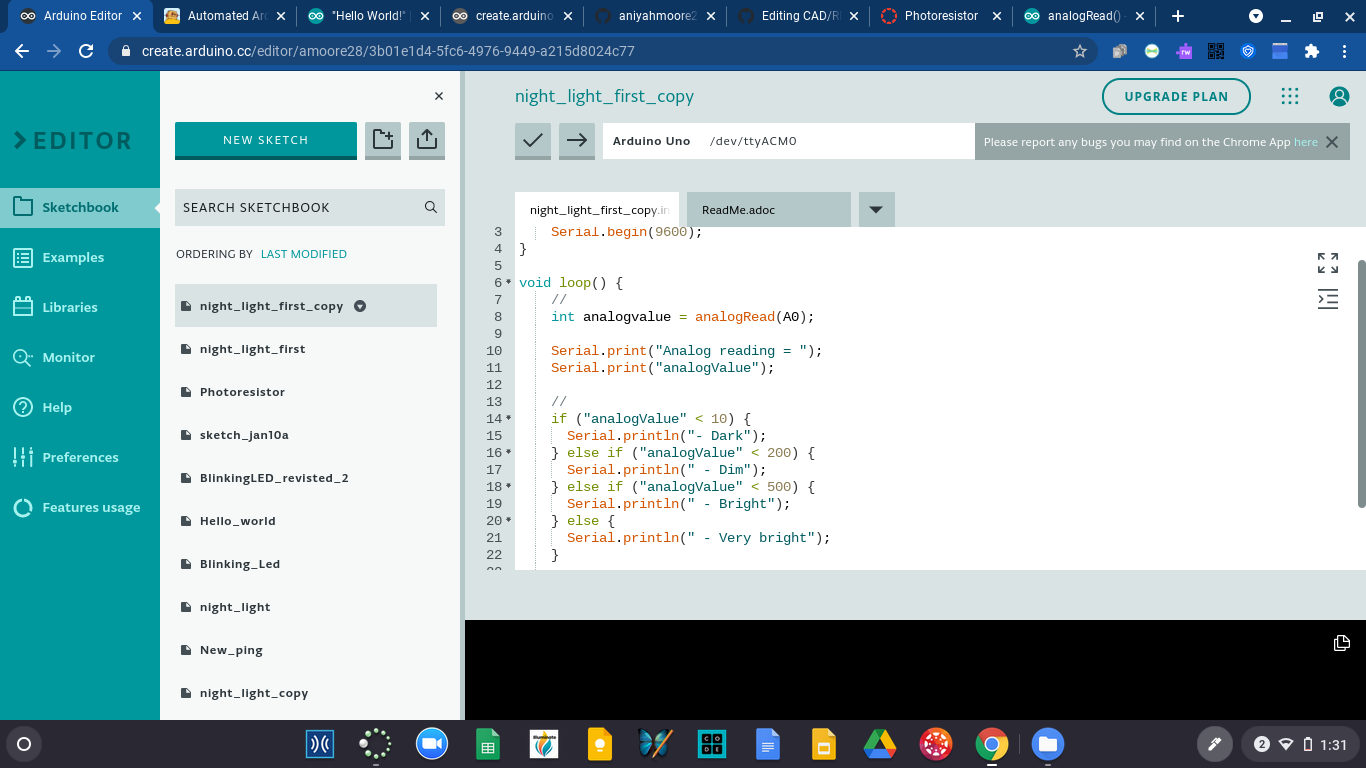 Arduino Editor
Automated Ar
"Hello World!"
create.arduino
aniyahmoore2
Editing CAD/R
Photoresistor
analogRead() -
create.arduino.cc/editor/amoore28/3b01e1d4-5fc6-4976-9449-a215d8024c77
EDITOR
Sketchbook
Examples
Libraries
Monitor
Help
Preferences
Features usage
NEW SKETCH
SEARCH SKETCHBOOK
ORDERING BY LAST MODIFIED
night_light_first_copy
night_light_first
Photoresistor
sketch_jan10a
BlinkingLED_revisted_2
Hello_world
Blinking_Led
night_light
New_ping
night_light_copy
night_light_first_copy
UPGRADE PLAN
Arduino Uno /dev/ttyACM0
Please report any bugs you may find on the Chrome App here
night_light_first_copy.in
ReadMe.adoc
3 Serial.begin(9600);
4 }
5
6 void loop() {
7 //
8 int analogvalue = analogRead(A0);
9
10 Serial.print("Analog reading = ");
11 Serial.print("analogValue");
12
13 //
14 if ("analogValue" < 10) {
15 Serial.println("- Dark");
16 } else if ("analogValue" < 200) {
17 Serial.println(" - Dim");
18 } else if ("analogValue" < 500) {
19 Serial.println(" - Bright");
20 } else {
21 Serial.println(" - Very bright");
22 }
rw
CODE
2
1:31